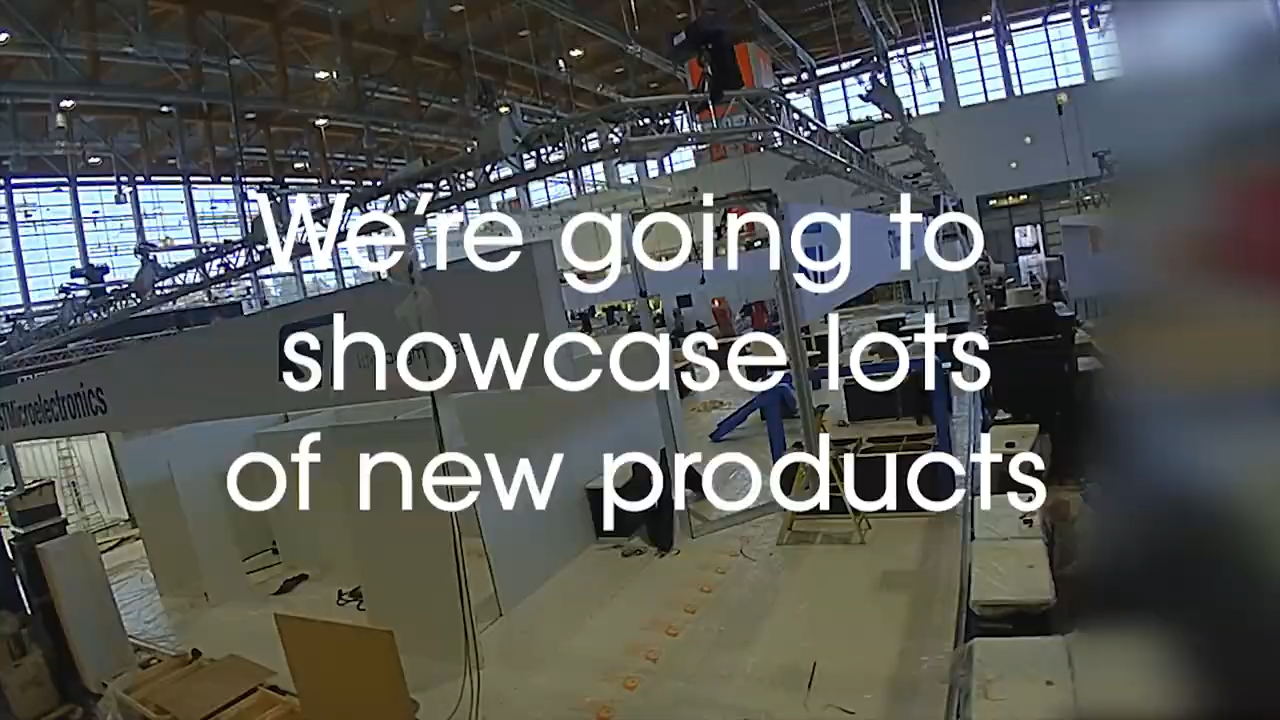 We're going to
showcase lots
of new products
STMicroelectronics